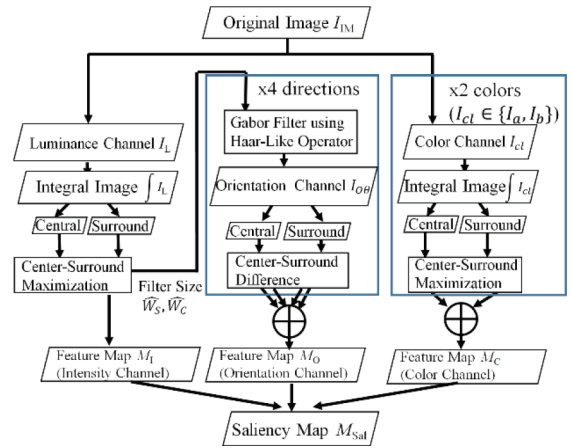 Original Image I_IM
x4 directions
x2 colors
(I_cl ∈ {I_a, I_b})
Luminance Channel I_L
Gabor Filter using
Haar-Like Operator
Color Channel I_cl
Integral Image ∫ I_L
Orientation Channel I_Oθ
Integral Image ∫ I_cl
Central
Surround
Central
Surround
Central
Surround
Center-Surround
Maximization
Filter Size
Ŵ_S, Ŵ_C
Center-Surround
Difference
Center-Surround
Maximization
Feature Map M_I
(Intensity Channel)
Feature Map M_O
(Orientation Channel)
Feature Map M_C
(Color Channel)
Saliency Map M_Sal